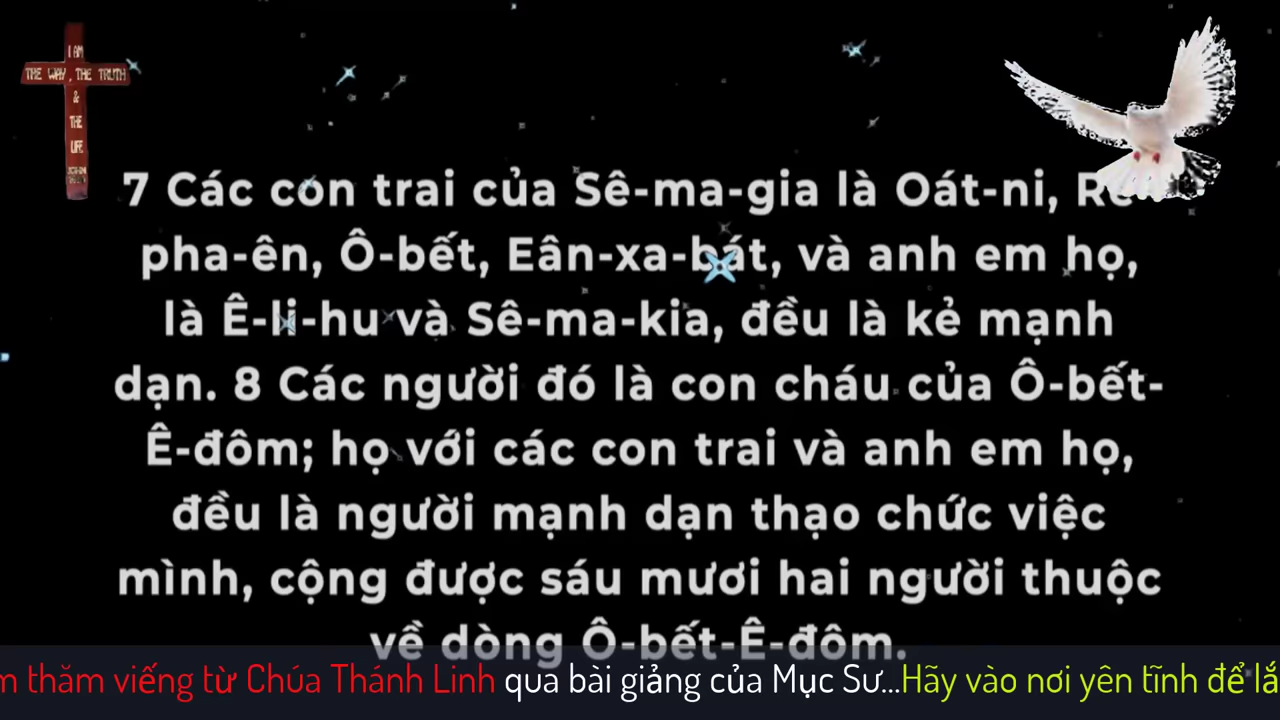 I AM
THE WAY, THE TRUTH
&
THE
LIFE
7 Các con trai của Sê-ma-gia là Oát-ni,
pha-ên, Ô-bết, Eân-xa-bát, và anh em họ,
là Ê-li-hu và Sê-ma-kia, đều là kẻ mạnh
dạn. 8 Các người đó là con cháu của Ô-bết-
Ê-đôm; họ với các con trai và anh em họ,
đều là người mạnh dạn thạo chức việc
mình, cộng được sáu mươi hai người thuộc
về dòng Ô-bết-Ê-đôm.
thăm viếng từ Chúa Thánh Linh qua bài giảng của Mục Sư...Hãy vào nơi yên tĩnh để